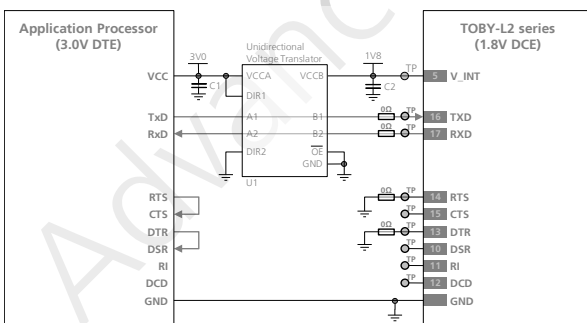 Application Processor
(3.0V DTE)
TOBY-L2 series
(1.8V DCE)
Unidirectional
Voltage Translator
3V0
1V8
TP
VCC
C1
VCCA
VCCB
C2
5
V_INT
DIR1
0Ω
TP
TxD
A1
B1
16
TXD
0Ω
TP
RxD
A2
B2
17
RXD
DIR2
OE
GND
U1
0Ω
TP
RTS
14
RTS
TP
CTS
15
CTS
0Ω
TP
DTR
13
DTR
TP
DSR
10
DSR
TP
RI
11
RI
TP
DCD
12
DCD
GND
GND
Advanc